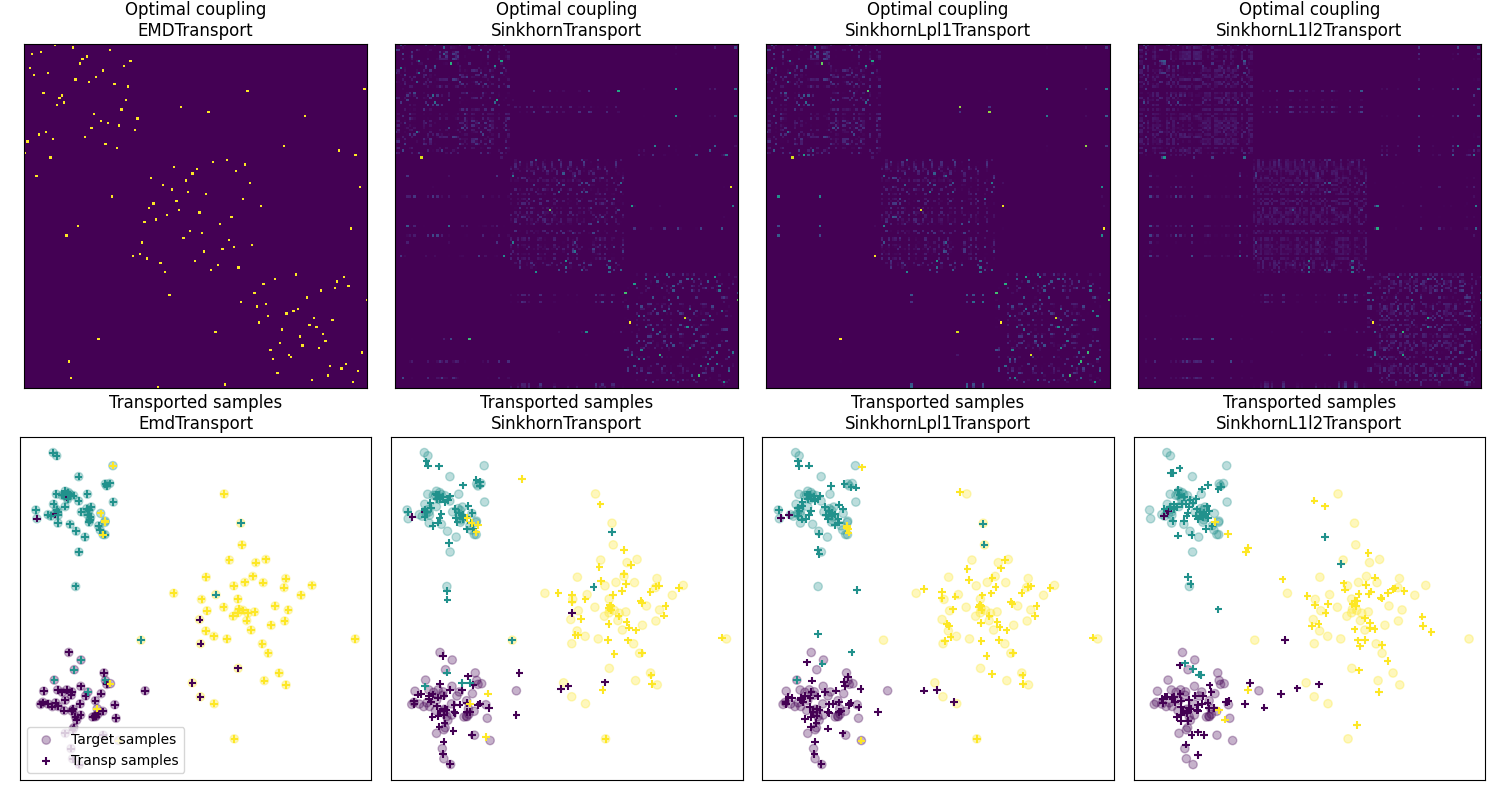 Optimal coupling
EMDTransport
Optimal coupling
SinkhornTransport
Optimal coupling
SinkhornLpl1Transport
Optimal coupling
SinkhornL1l2Transport
Transported samples
EmdTransport
Transported samples
SinkhornTransport
Transported samples
SinkhornLpl1Transport
Transported samples
SinkhornL1l2Transport
Target samples
Transp samples